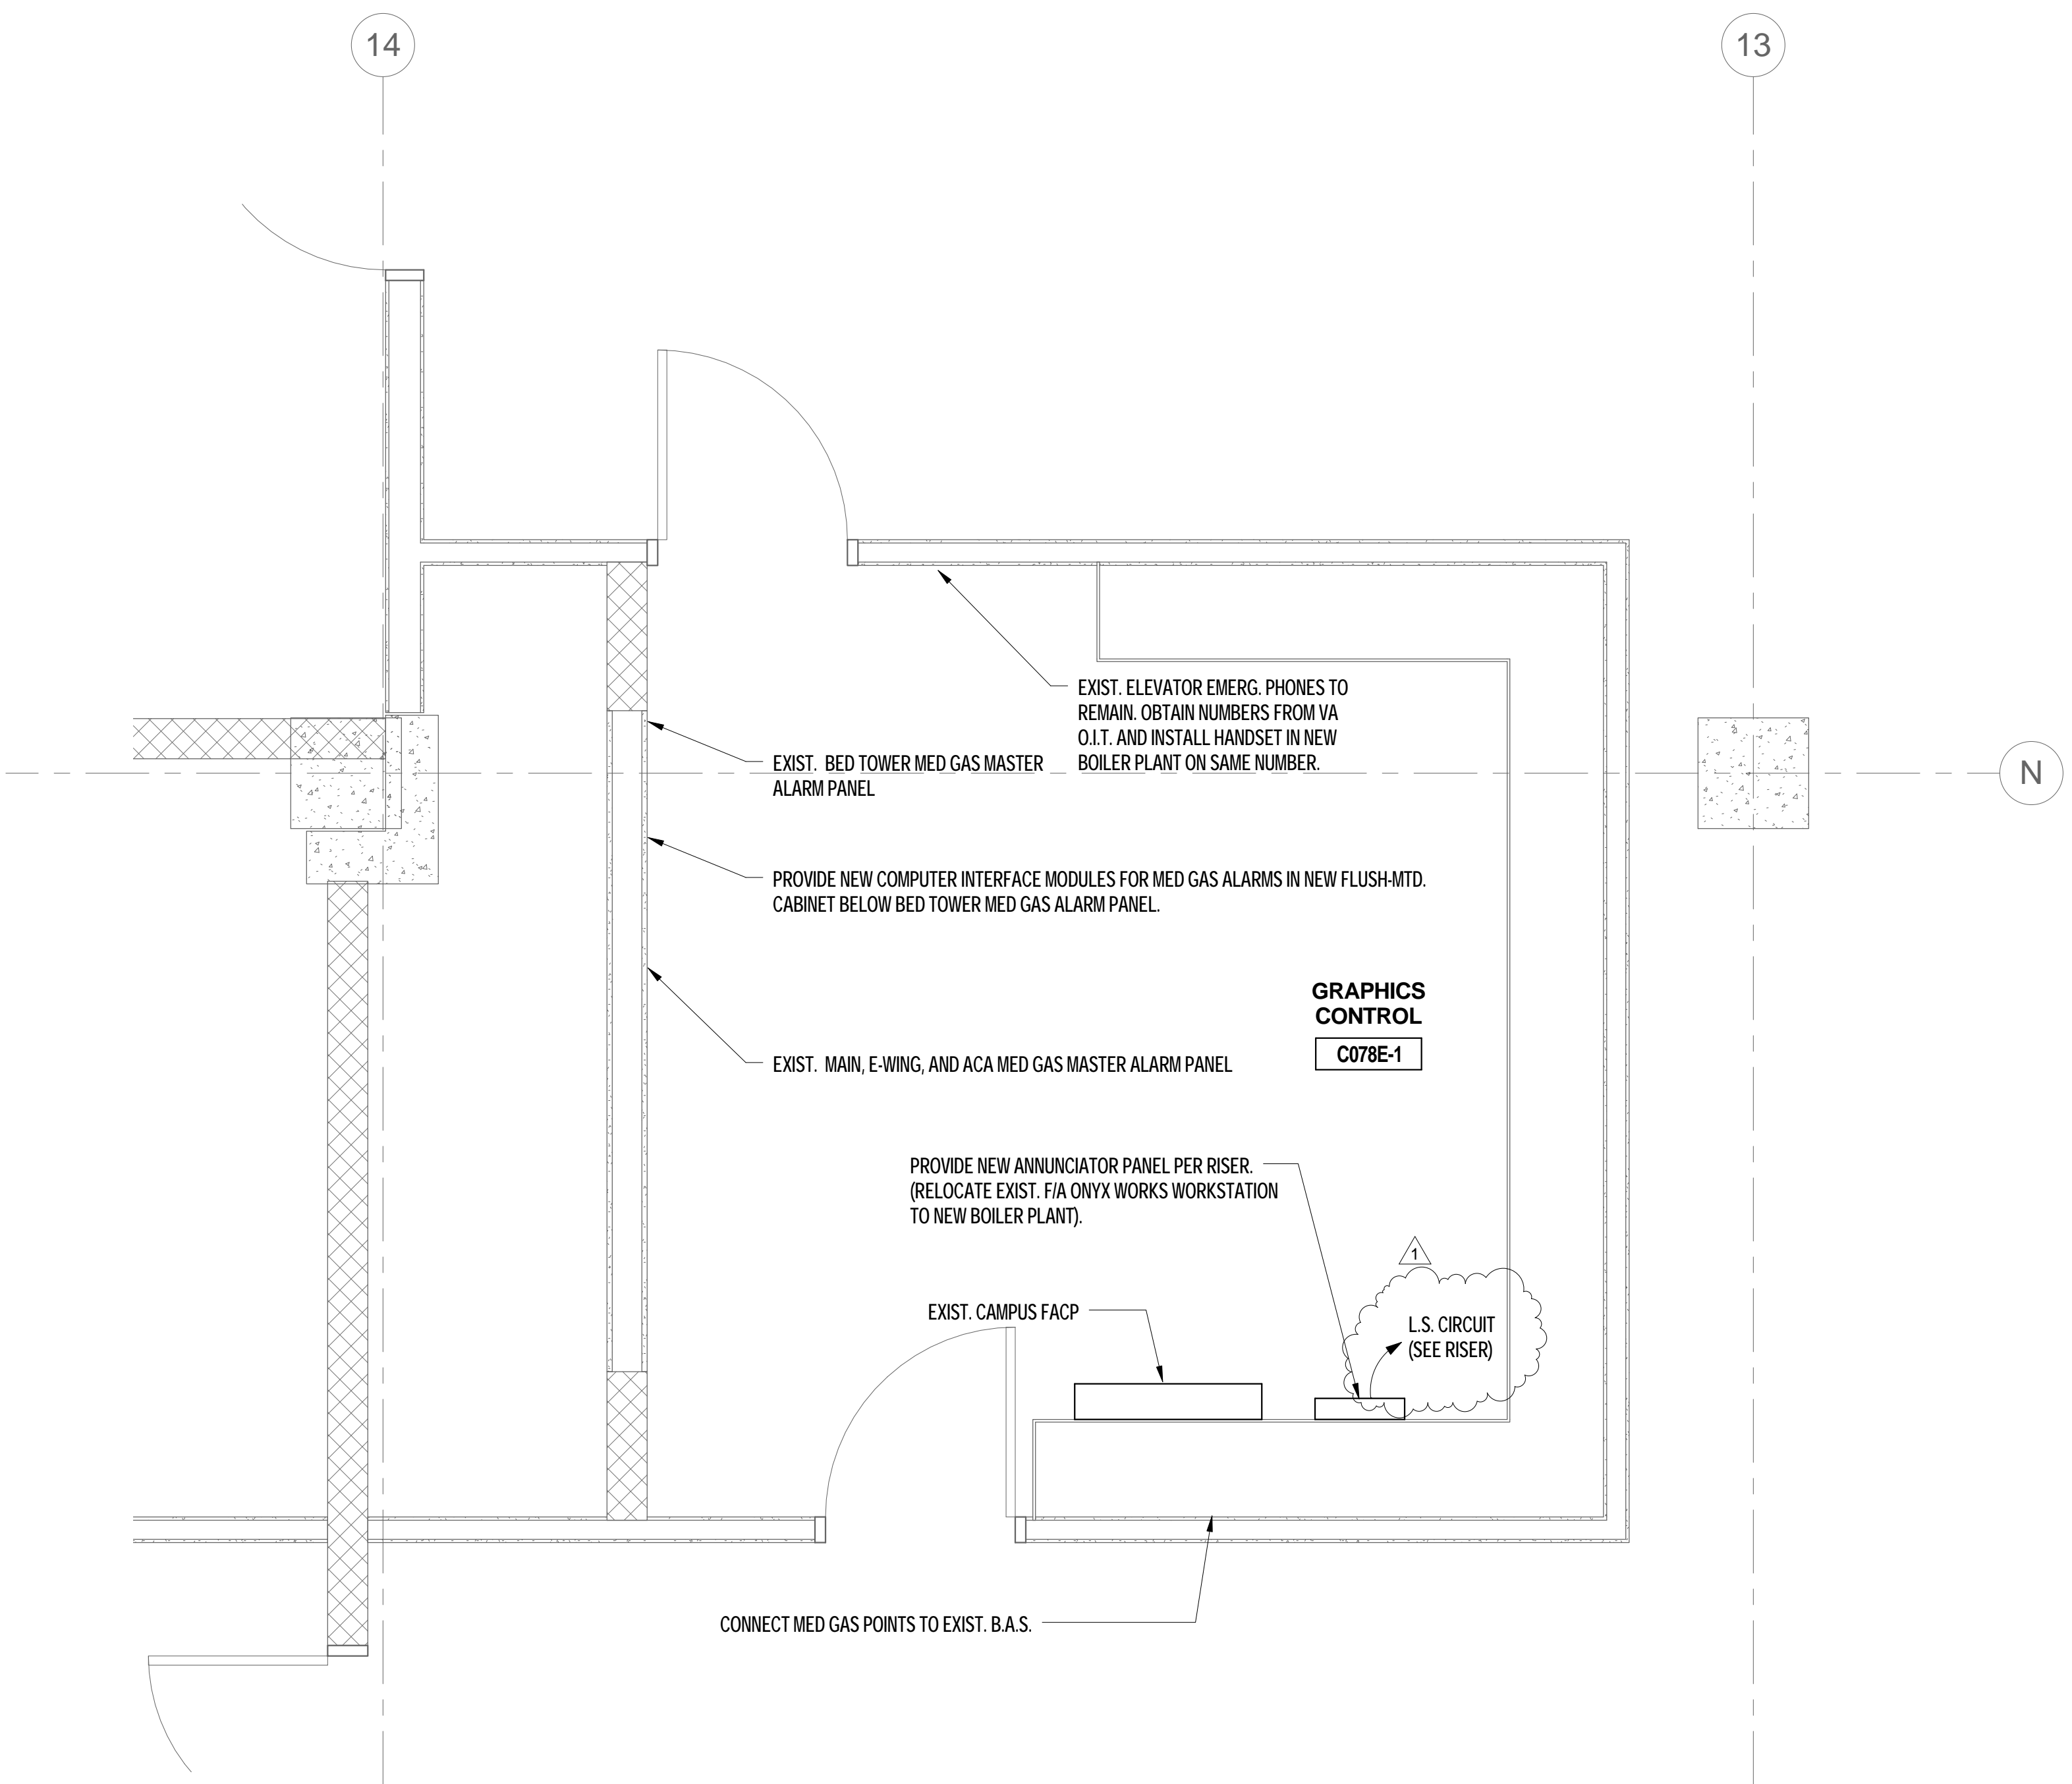 14
13
EXIST. ELEVATOR EMERG. PHONES TO
REMAIN. OBTAIN NUMBERS FROM VA
O.I.T. AND INSTALL HANDSET IN NEW
BOILER PLANT ON SAME NUMBER.
EXIST. BED TOWER MED GAS MASTER
ALARM PANEL
N
PROVIDE NEW COMPUTER INTERFACE MODULES FOR MED GAS ALARMS IN NEW FLUSH-MTD.
CABINET BELOW BED TOWER MED GAS ALARM PANEL.
GRAPHICS
CONTROL
C078E-1
EXIST. MAIN, E-WING, AND ACA MED GAS MASTER ALARM PANEL
PROVIDE NEW ANNUNCIATOR PANEL PER RISER.
(RELOCATE EXIST. F/A ONYX WORKS WORKSTATION
TO NEW BOILER PLANT).
1
EXIST. CAMPUS FACP
L.S. CIRCUIT
(SEE RISER)
CONNECT MED GAS POINTS TO EXIST. B.A.S.